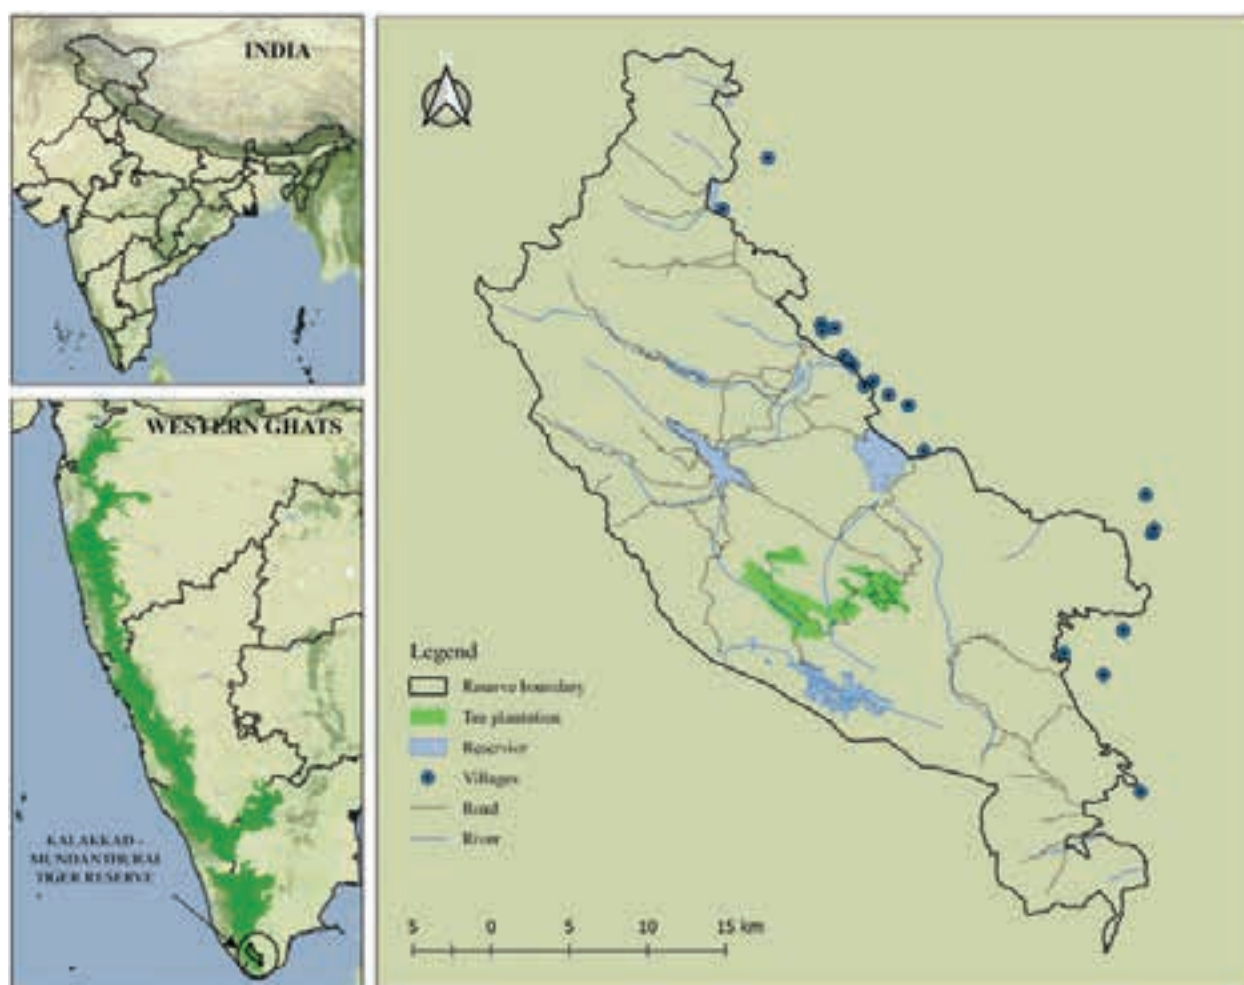 INDIA
WESTERN GHATS
KALAKKAD -
MUNDANTHURAI
TIGER RESERVE
Legend
Reserve boundary
Tea plantation
Reservior
Villages
Road
River
5 0 5 10 15 km